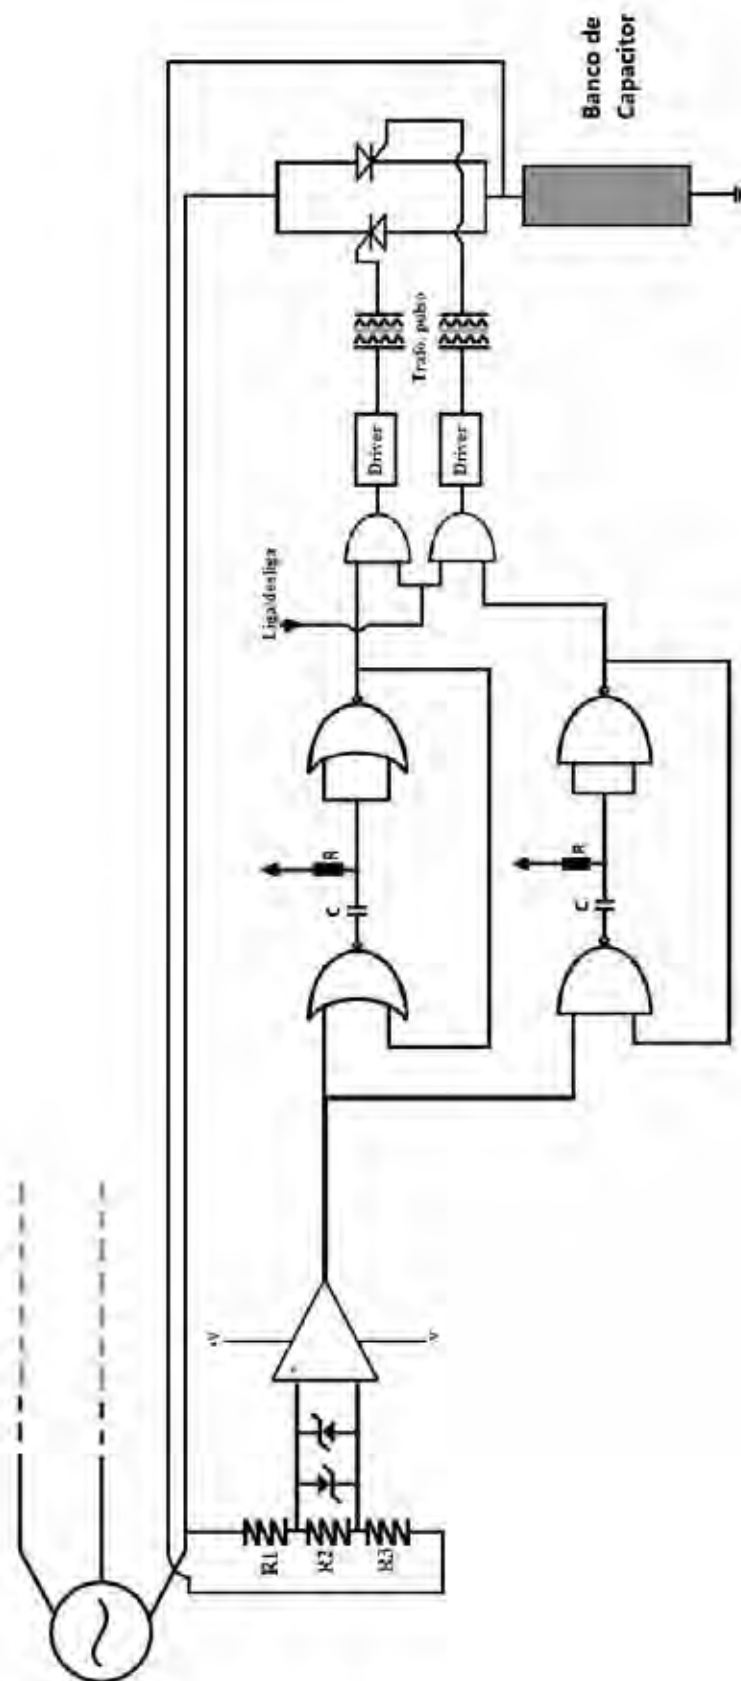 Banco de
Capacitor
Trafo. pulso
Driver
Driver
Liga/desliga
R
C
R
C
R1
R2
R3